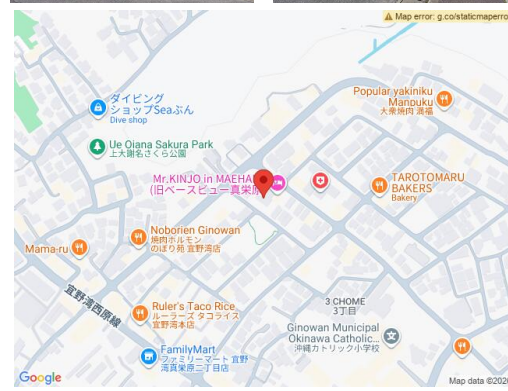 Map error: g.co/staticmaperro
ダイビング
ショップSeaぶん
Dive shop
Popular yakiniku
Manpuku
大衆焼肉 満福
Ue Ojana Sakura Park
上大謝名さくら公園
Mr.KINJO in MAEHA
(旧ベースビュー真栄原
TAROTOMARU
BAKERS
Bakery
Noborien Ginowan
焼肉ホルモン
のぼり苑 宜野湾店
Mama-ru
宜野湾西原線
Ruler's Taco Rice
ルーラーズ タコライス
宜野湾本店
3 CHOME
3丁目
Ginowan Municipal
Okinawa Catholic...
沖縄カトリック小学校
FamilyMart
ファミリーマート 宜野
湾真栄原二丁目店
Google
Map data ©2026